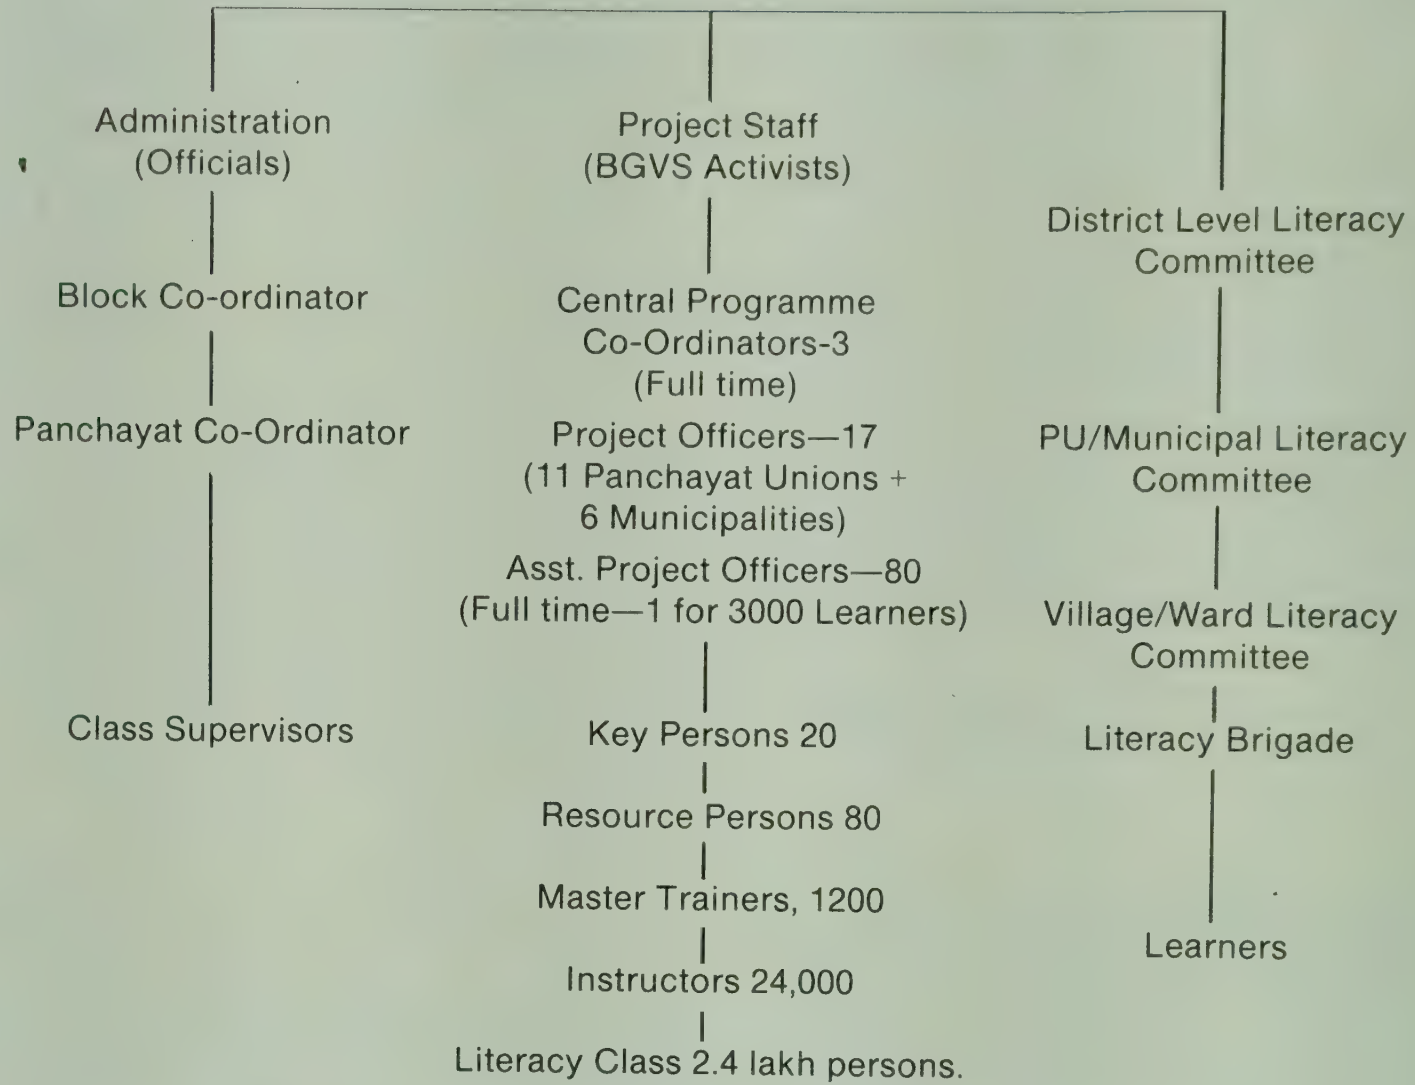 Administration
(Officials)
Block Co-ordinator
Panchayat Co-Ordinator
Class Supervisors
Project Staff
(BGVS Activists)
Central Programme
Co-Ordinators-3
(Full time)
Project Officers—17
(11 Panchayat Unions +
6 Municipalities)
Asst. Project Officers—80
(Full time—1 for 3000 Learners)
Key Persons 20
Resource Persons 80
Master Trainers, 1200
Instructors 24,000
Literacy Class 2.4 lakh persons.
District Level Literacy
Committee
PU/Municipal Literacy
Committee
Village/Ward Literacy
Committee
Literacy Brigade
Learners